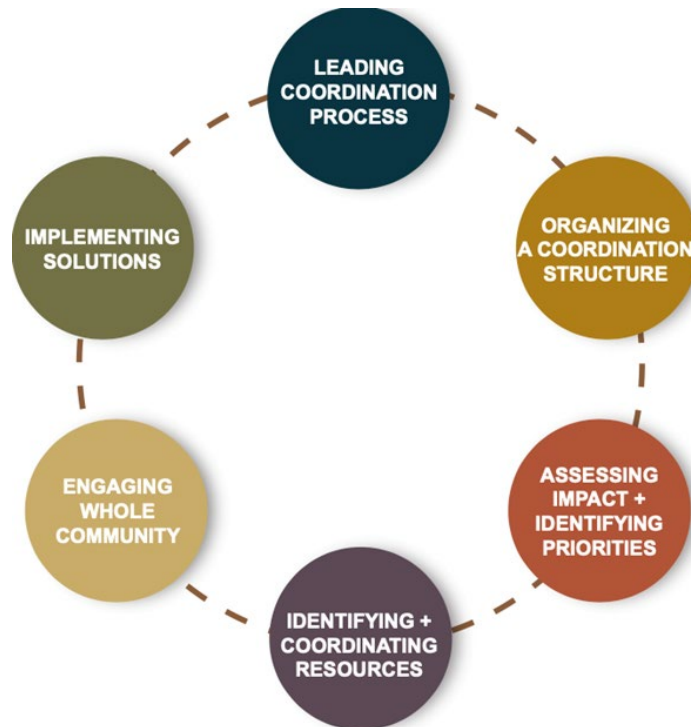 LEADING
COORDINATION
PROCESS
ORGANIZING
A COORDINATION
STRUCTURE
ASSESSING
IMPACT +
IDENTIFYING
PRIORITIES
IDENTIFYING +
COORDINATING
RESOURCES
ENGAGING
WHOLE
COMMUNITY
IMPLEMENTING
SOLUTIONS